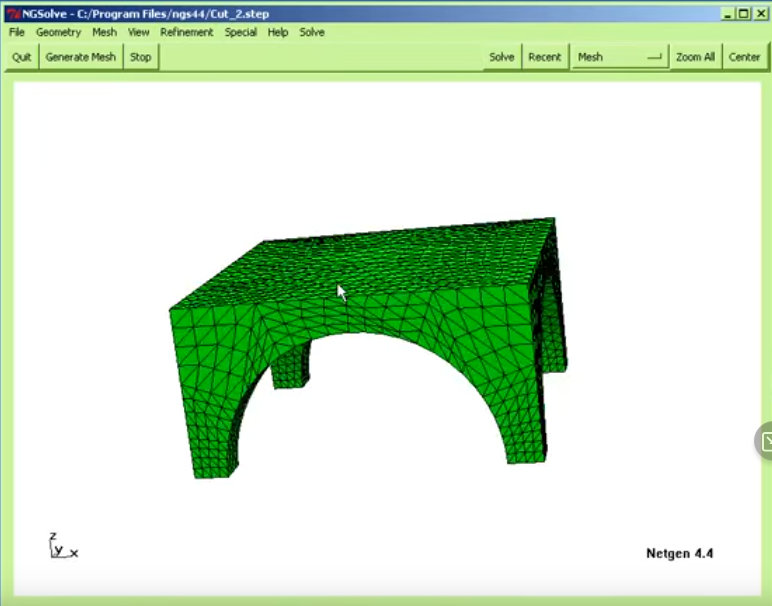 NGSolve - C:/Program Files/ngs44/Cut_2.step
File Geometry Mesh View Refinement Special Help Solve
Quit Generate Mesh Stop Solve Recent Mesh Zoom All Center
z
y x
Netgen 4.4